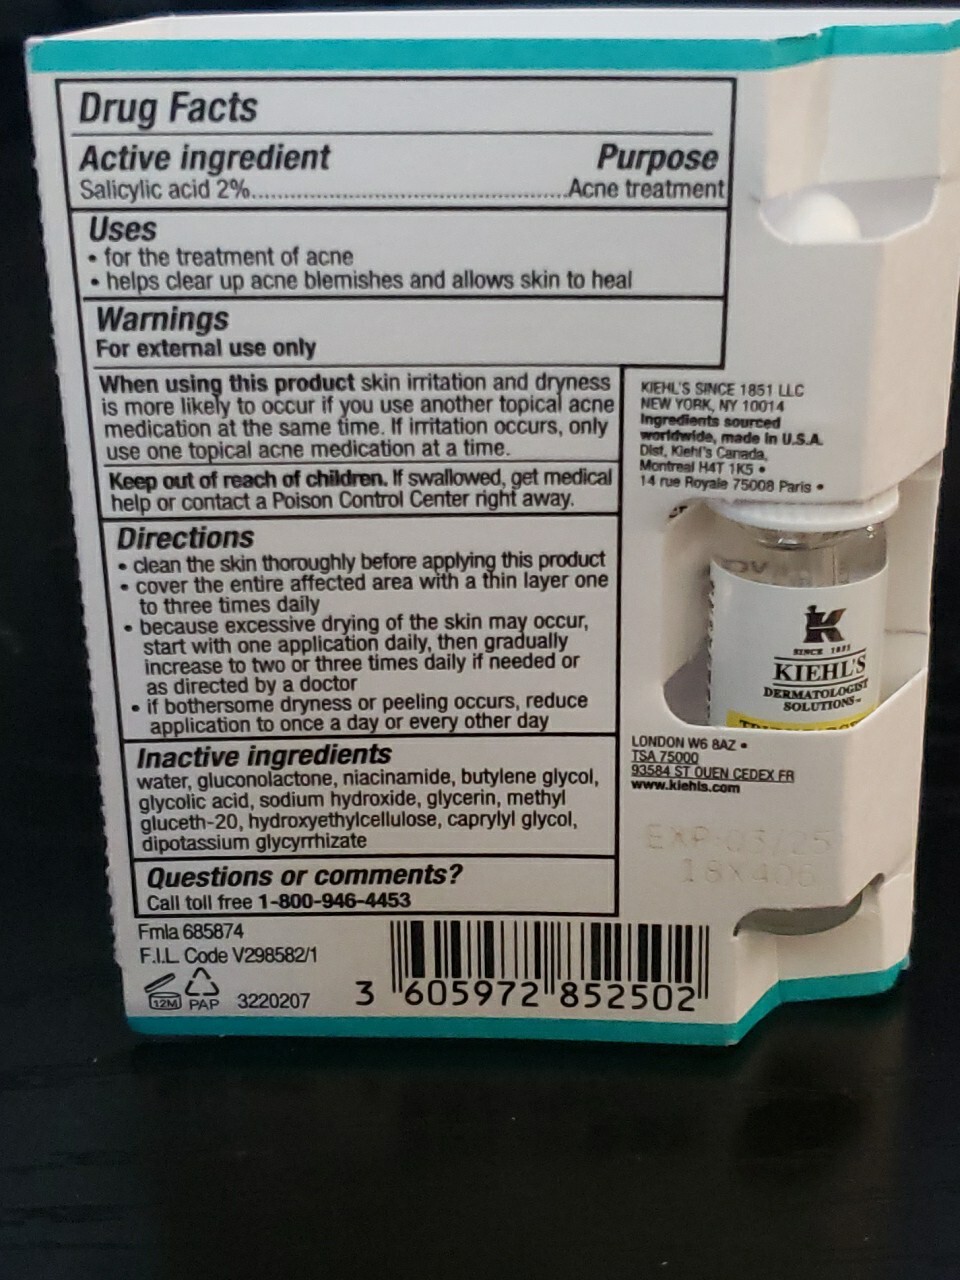 Drug Facts
Active ingredient Purpose
Salicylic acid 2%..........................................Acne treatment
Uses
• for the treatment of acne
• helps clear up acne blemishes and allows skin to heal
Warnings
For external use only
When using this product skin irritation and dryness
is more likely to occur if you use another topical acne
medication at the same time. If irritation occurs, only
use one topical acne medication at a time.
Keep out of reach of children. If swallowed, get medical
help or contact a Poison Control Center right away.
Directions
• clean the skin thoroughly before applying this product
• cover the entire affected area with a thin layer one
to three times daily
• because excessive drying of the skin may occur,
start with one application daily, then gradually
increase to two or three times daily if needed or
as directed by a doctor
• if bothersome dryness or peeling occurs, reduce
application to once a day or every other day
Inactive ingredients
water, gluconolactone, niacinamide, butylene glycol,
glycolic acid, sodium hydroxide, glycerin, methyl
gluceth-20, hydroxyethylcellulose, caprylyl glycol,
dipotassium glycyrrhizate
Questions or comments?
Call toll free 1-800-946-4453
Fmla 685874
F.I.L. Code V298582/1
12M PAP 3220207
3 605972 852502
KIEHL'S SINCE 1851 LLC
NEW YORK, NY 10014
Ingredients sourced
worldwide, made in U.S.A.
Dist, Kiehl's Canada,
Montreal H4T 1K5 •
14 rue Royale 75008 Paris •
K
SINCE 1851
KIEHL'S
DERMATOLOGIST
SOLUTIONS™
LONDON W6 8AZ •
TSA 75000
93584 ST OUEN CEDEX FR
www.kiehls.com
EXP 03/25
18X406